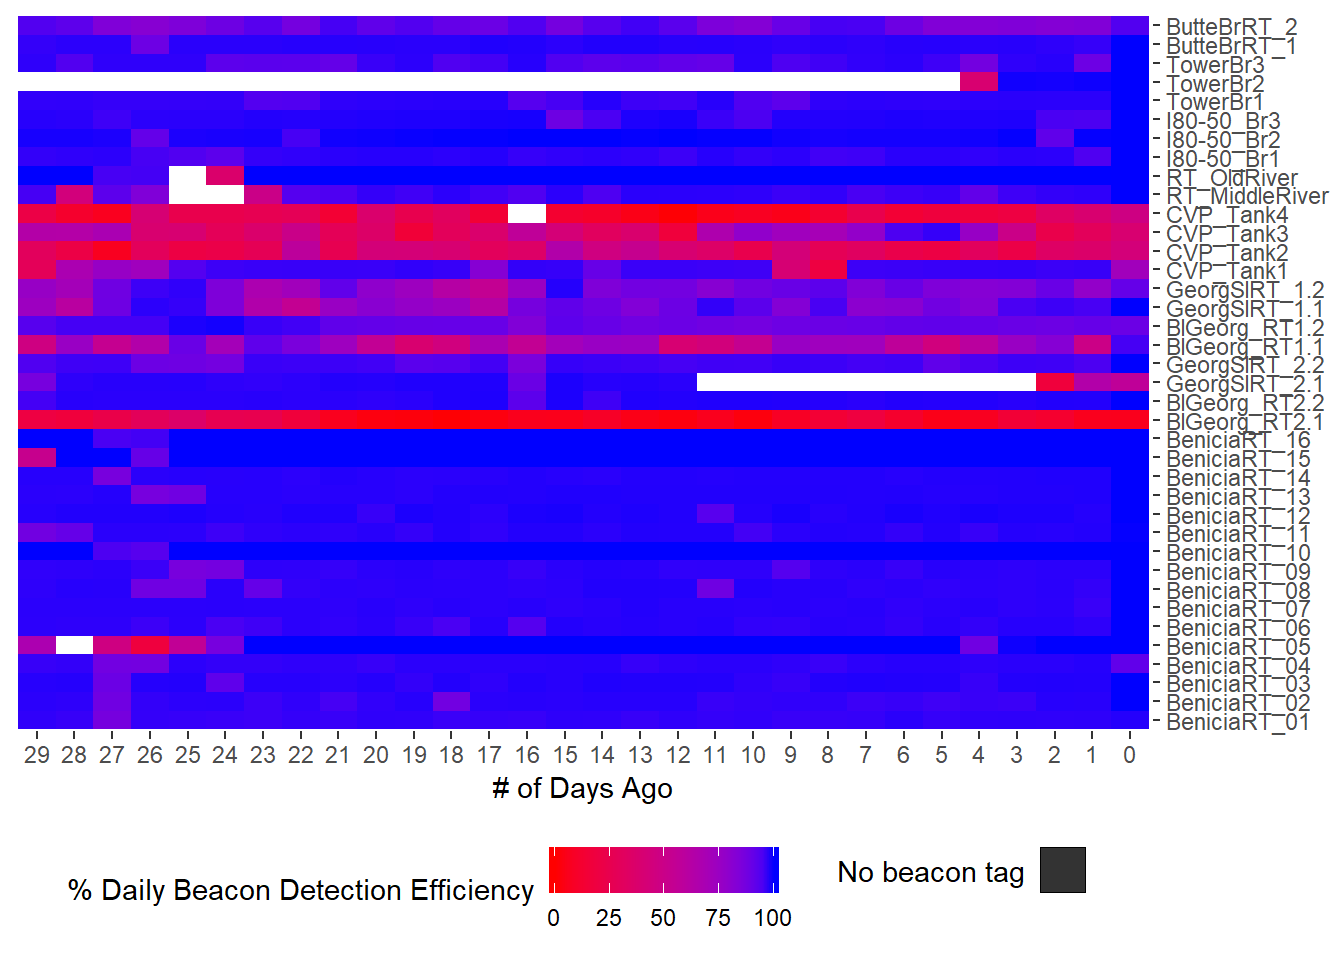 ButteBrRT_2
ButteBrRT_1
TowerBr3
TowerBr2
TowerBr1
I80-50_Br3
I80-50_Br2
I80-50_Br1
RT_OldRiver
RT_MiddleRiver
CVP_Tank4
CVP_Tank3
CVP_Tank2
CVP_Tank1
GeorgSlRT_1.2
GeorgSlRT_1.1
BlGeorg_RT1.2
BlGeorg_RT1.1
GeorgSlRT_2.2
GeorgSlRT_2.1
BlGeorg_RT2.2
BlGeorg_RT2.1
BeniciaRT_16
BeniciaRT_15
BeniciaRT_14
BeniciaRT_13
BeniciaRT_12
BeniciaRT_11
BeniciaRT_10
BeniciaRT_09
BeniciaRT_08
BeniciaRT_07
BeniciaRT_06
BeniciaRT_05
BeniciaRT_04
BeniciaRT_03
BeniciaRT_02
BeniciaRT_01
29 28 27 26 25 24 23 22 21 20 19 18 17 16 15 14 13 12 11 10 9 8 7 6 5 4 3 2 1 0
# of Days Ago
% Daily Beacon Detection Efficiency
0 25 50 75 100
No beacon tag